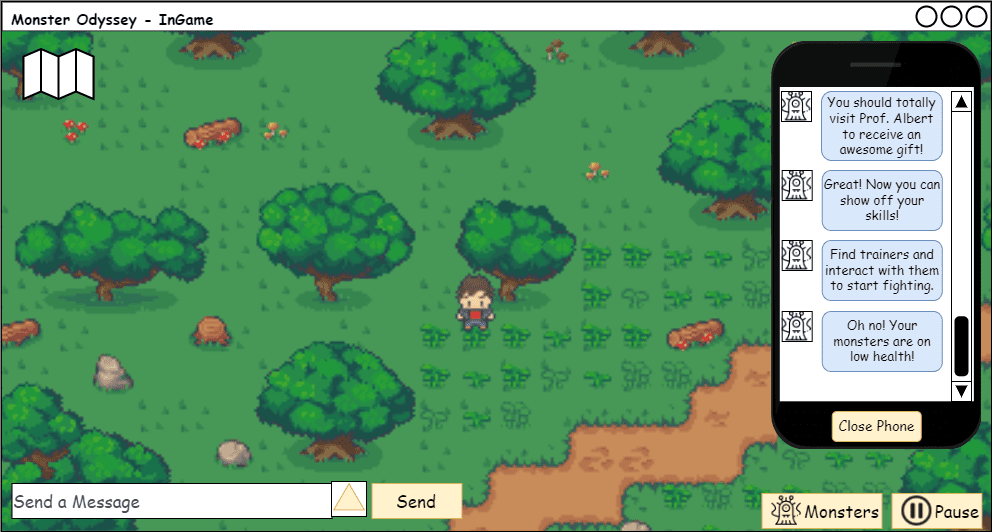 Monster Odyssey - InGame
You should totally
visit Prof. Albert
to receive an
awesome gift!
Great! Now you can
show off your
skills!
Find trainers and
interact with them
to start fighting.
Oh no! Your
monsters are on
low health!
Close Phone
Send a Message
Send
Monsters
Pause